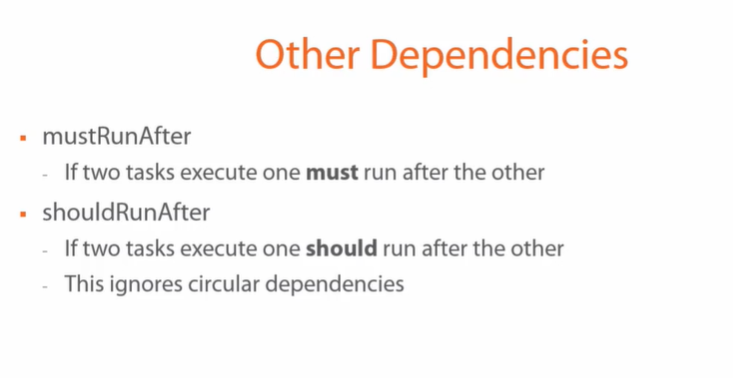 Other Dependencies
▪ mustRunAfter
- If two tasks execute one must run after the other
▪ shouldRunAfter
- If two tasks execute one should run after the other
- This ignores circular dependencies